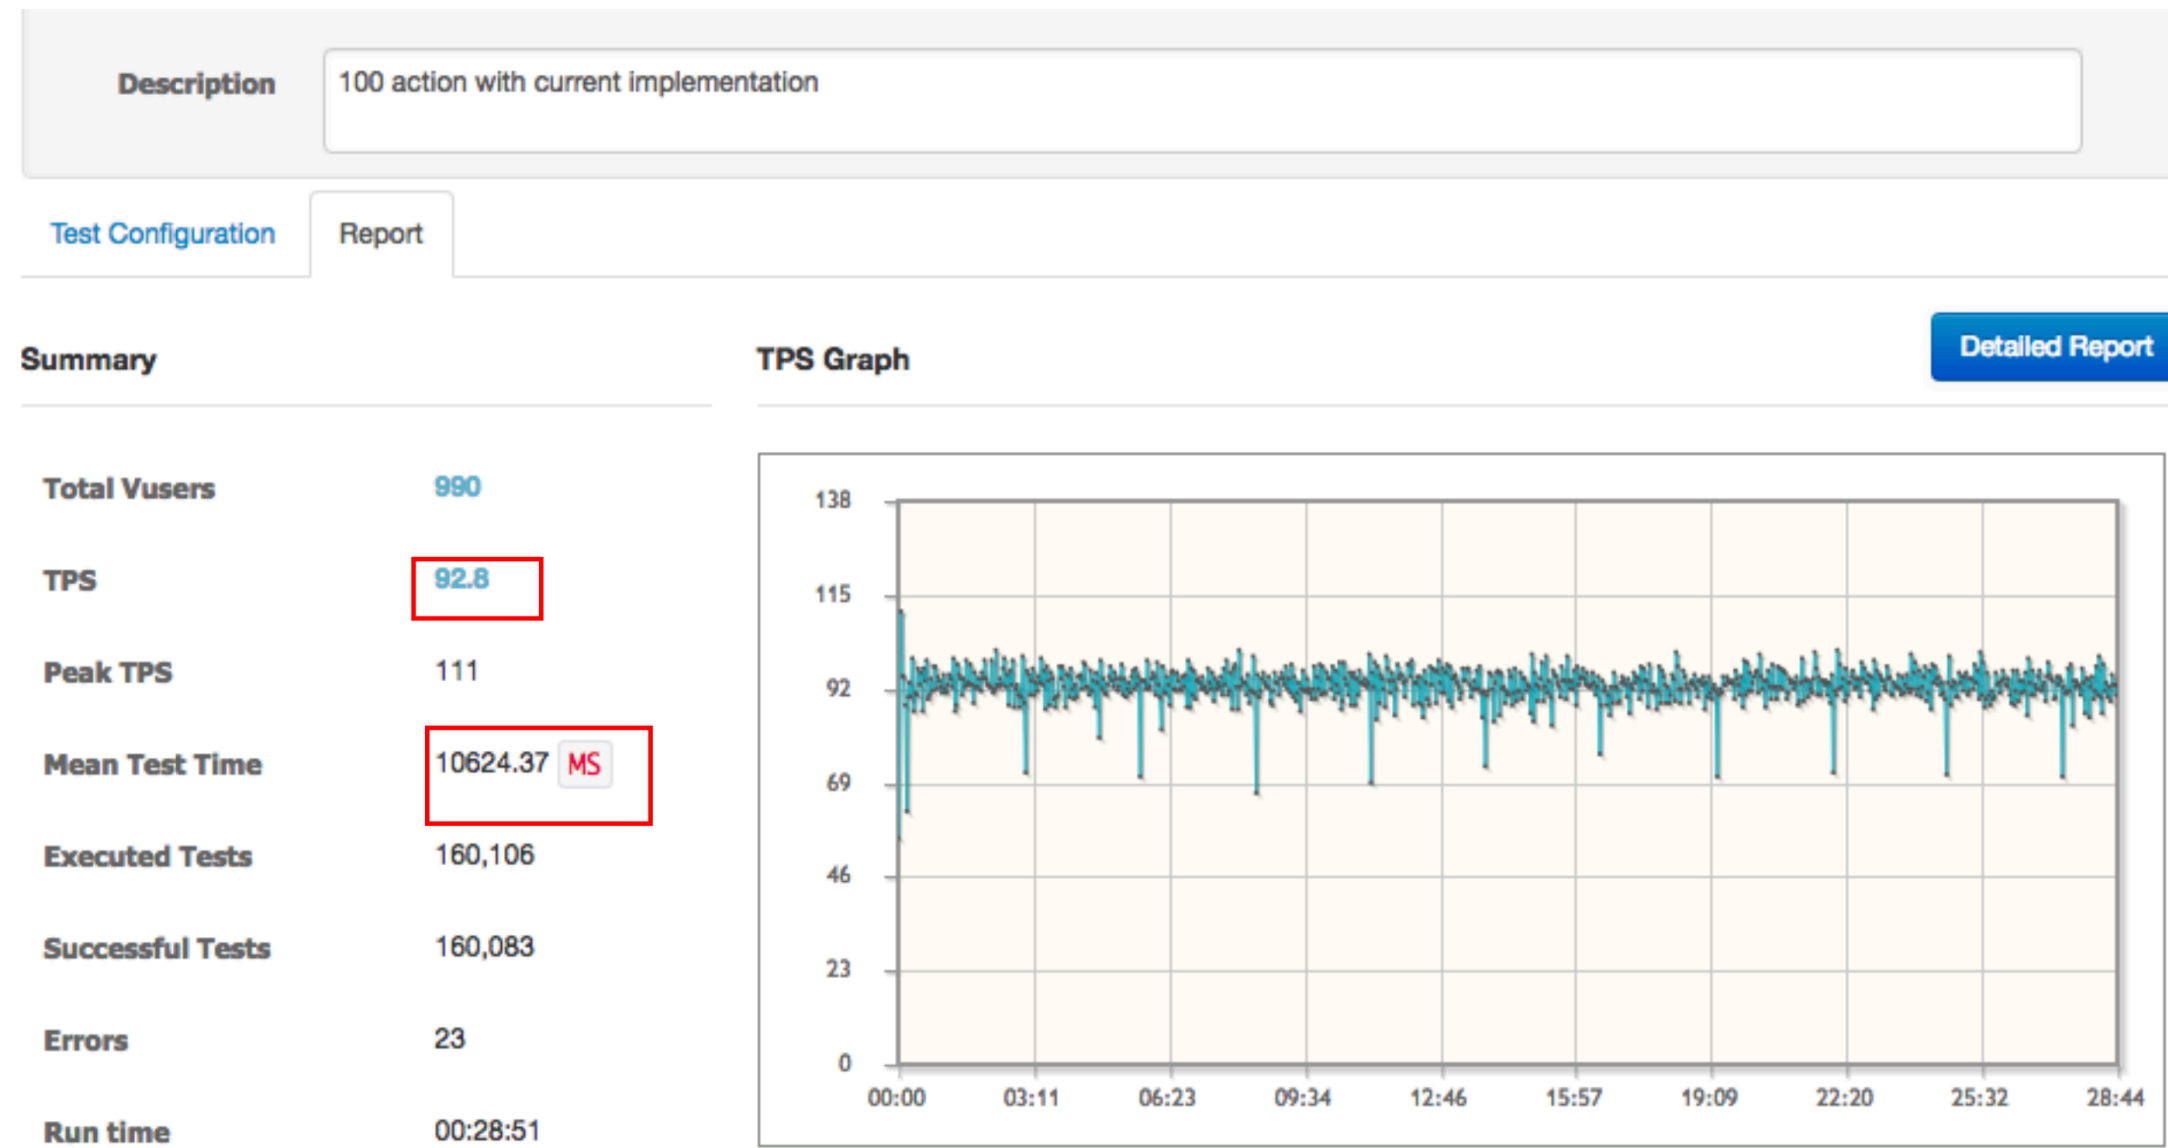 Description
100 action with current implementation
Test Configuration
Report
Summary
TPS Graph
Detailed Report
Total Vusers 990
TPS 92.8
Peak TPS 111
Mean Test Time 10624.37 MS
Executed Tests 160,106
Successful Tests 160,083
Errors 23
Run time 00:28:51
138
115
92
69
46
23
0
00:00 03:11 06:23 09:34 12:46 15:57 19:09 22:20 25:32 28:44